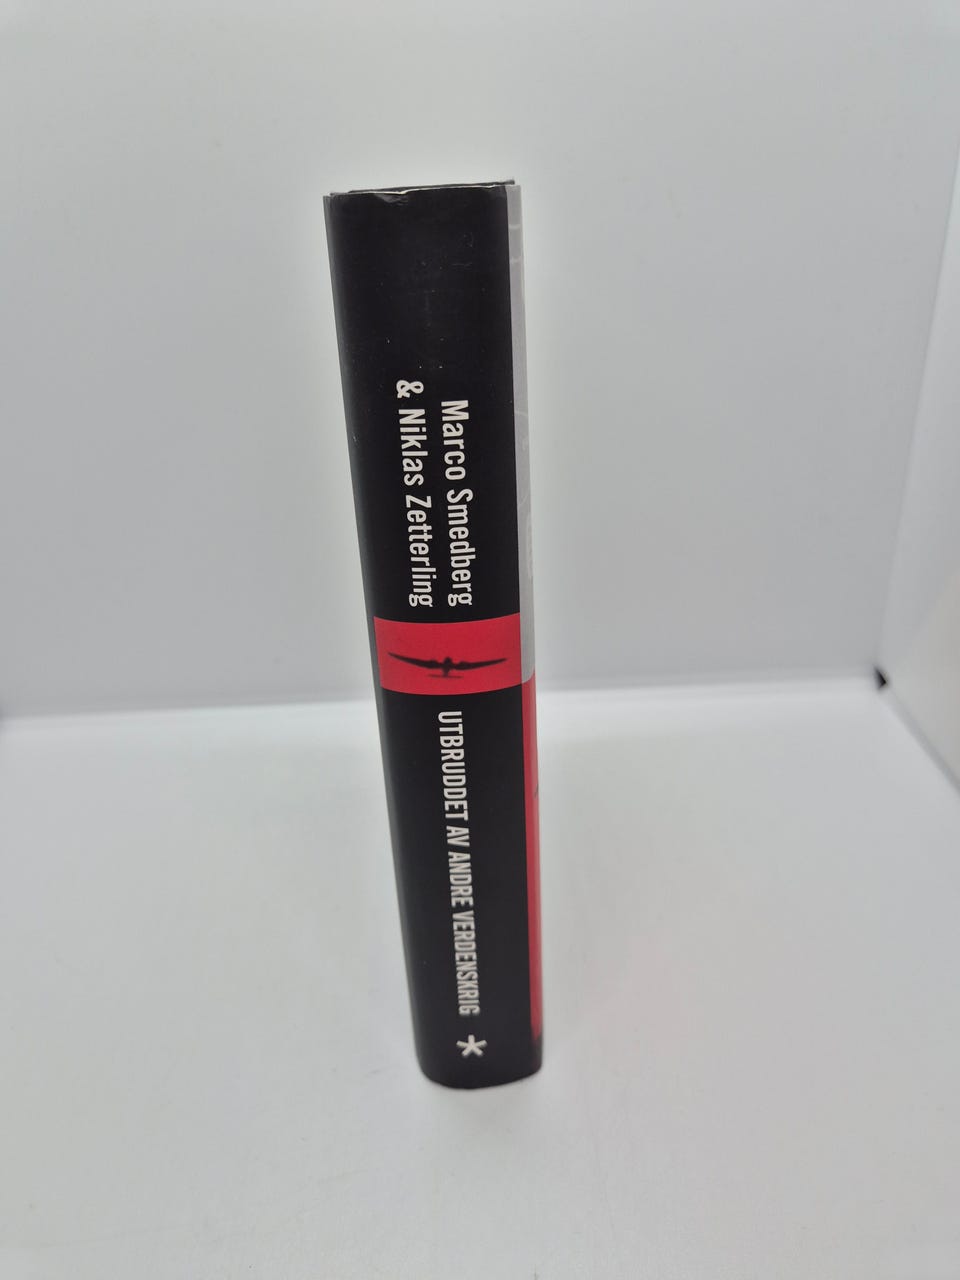 Marco Smedberg
& Niklas Zetterling
UTBRUDDET AV ANDRE VERDENSKRIG